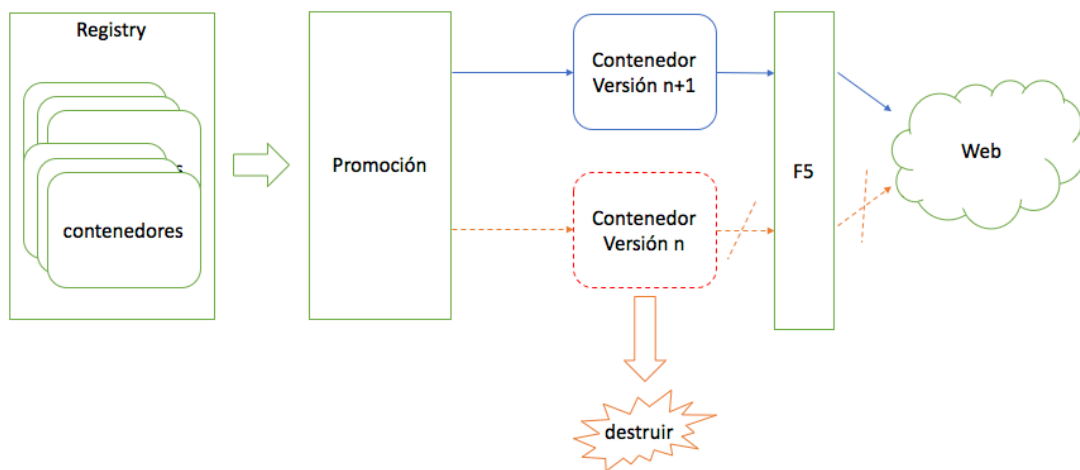 Registry
contenedores
Promoción
Contenedor
Versión n+1
Contenedor
Versión n
F5
Web
destruir